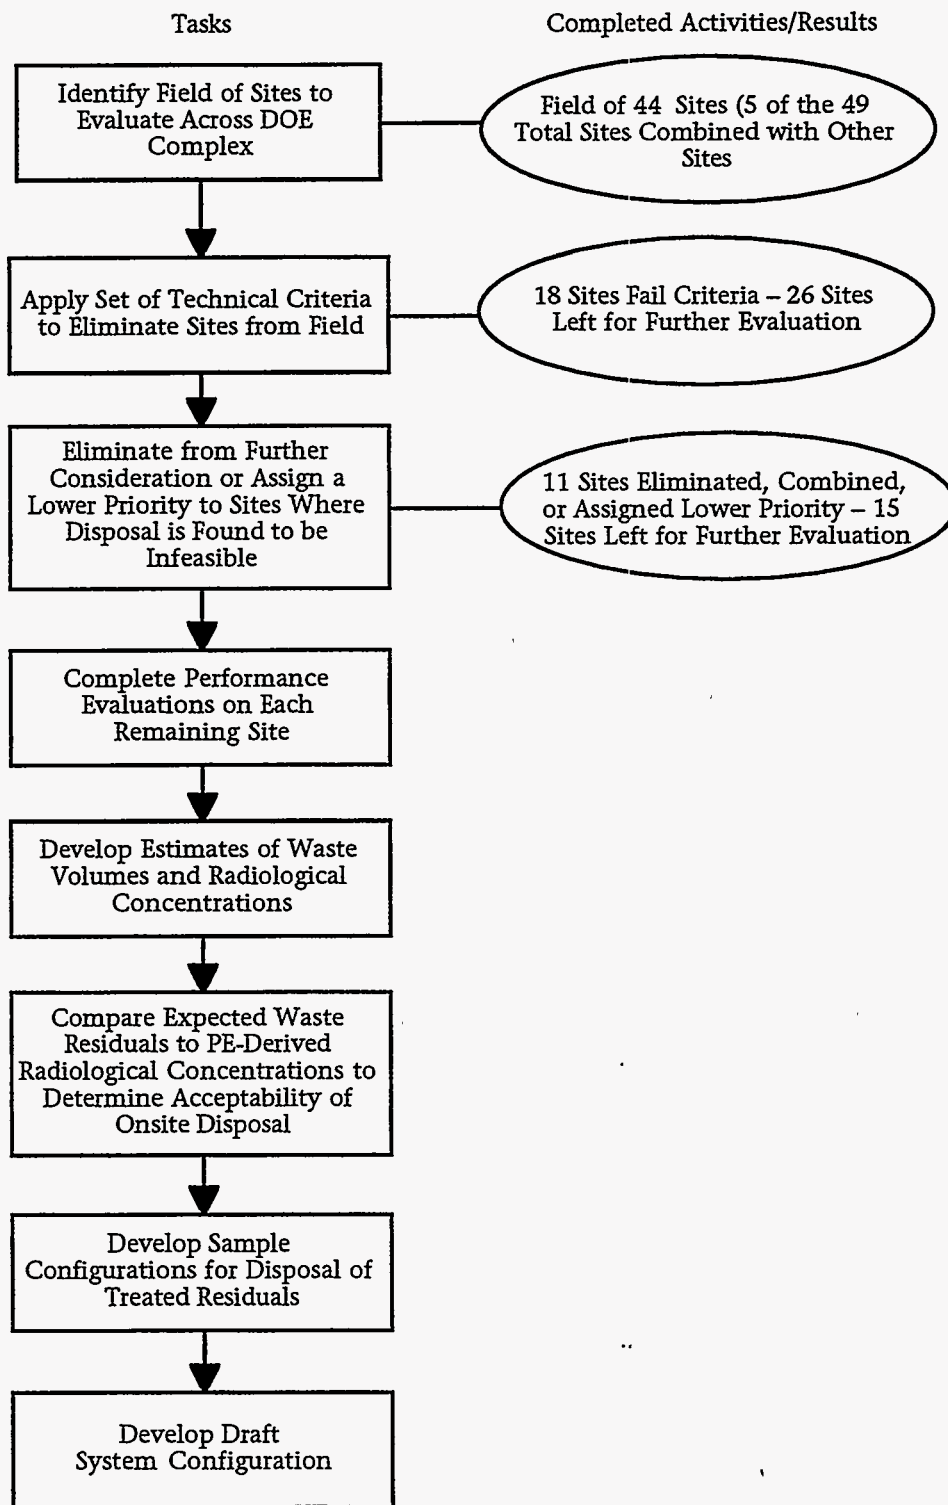 Tasks
Completed Activities/Results
Identify Field of Sites to
Evaluate Across DOE
Complex
Field of 44 Sites (5 of the 49
Total Sites Combined with Other
Sites
Apply Set of Technical Criteria
to Eliminate Sites from Field
18 Sites Fail Criteria – 26 Sites
Left for Further Evaluation
Eliminate from Further
Consideration or Assign a
Lower Priority to Sites Where
Disposal is Found to be
Infeasible
11 Sites Eliminated, Combined,
or Assigned Lower Priority – 15
Sites Left for Further Evaluation
Complete Performance
Evaluations on Each
Remaining Site
Develop Estimates of Waste
Volumes and Radiological
Concentrations
Compare Expected Waste
Residuals to PE-Derived
Radiological Concentrations to
Determine Acceptability of
Onsite Disposal
Develop Sample
Configurations for Disposal of
Treated Residuals
Develop Draft
System Configuration